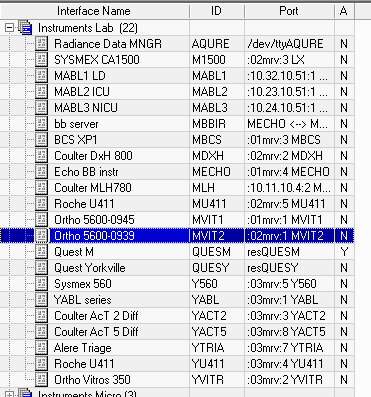 Interface Name ID Port A
Instruments Lab (22)
Radiance Data MNGR AQURE /dev/ttyAQURE N
SYSMEX CA1500 M1500 :02mrv:3 LX N
MABL1 LD MABL1 :10.32.10.51:1 ... N
MABL2 ICU MABL2 :10.23.10.51:1 ... N
MABL3 NICU MABL3 :10.24.10.51:1 ... N
bb server MBBIR MECHO <--> M... N
BCS XP1 MBCS :01mrv:3 MBCS N
Coulter DxH 800 MDXH :02mrv:2 MDXH N
Echo BB instr MECHO :01mrv:4 MECHO N
Coulter MLH780 MLH :10.11.10.4:2 M... N
Roche U411 MU411 :02mrv:5 MU411 N
Ortho 5600-0945 MVIT1 :01mrv:1 MVIT1 N
Ortho 5600-0939 MVIT2 :02mrv:1 MVIT2 N
Quest M QUESM resQUESM Y
Quest Yorkville QUESY resQUESY N
Sysmex 560 Y560 :03mrv:5 Y560 N
YABL series YABL :03mrv:1 YABL N
Coulter AcT 2 Diff YACT2 :03mrv:3 YACT2 N
Coulter AcT 5 Diff YACT5 :03mrv:8 YACT5 N
Alere Triage YTRIA :03mrv:7 YTRIA N
Roche U411 YU411 :03mrv:4 YU411 N
Ortho Vitros 350 YVITR :03mrv:2 YVITR N
Instruments Micro (3)